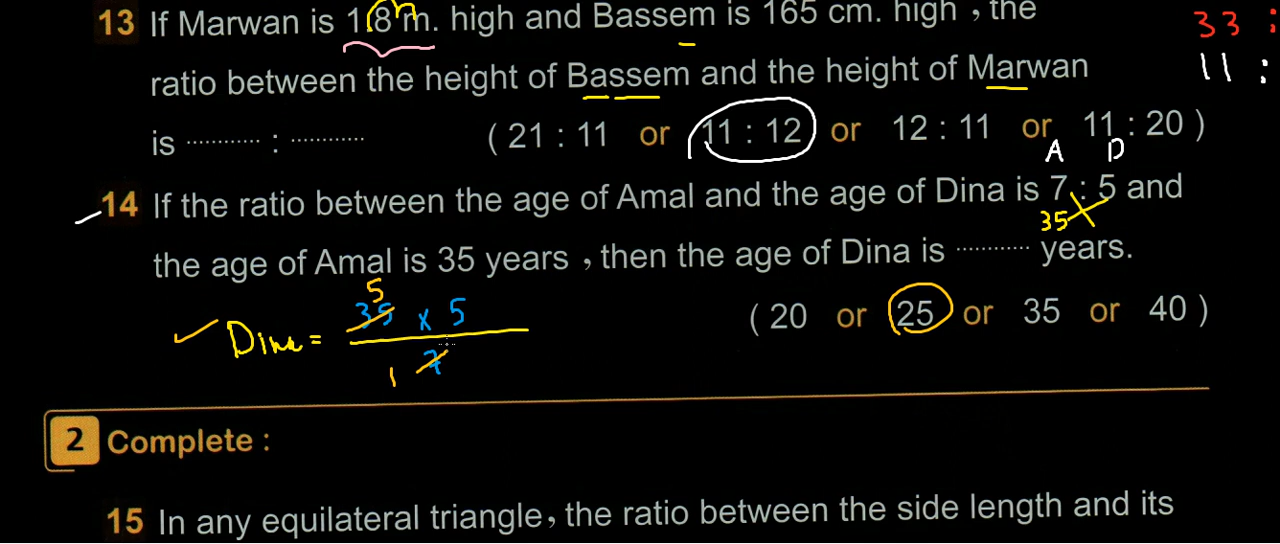 13 If Marwan is 1.8 m. high and Bassem is 165 cm. high , the
33 :
ratio between the height of Bassem and the height of Marwan
11 :
is ........... : ........... ( 21 : 11 or 11 : 12 or 12 : 11 or 11 : 20 )
A D
14 If the ratio between the age of Amal and the age of Dina is 7 : 5 and
35
the age of Amal is 35 years , then the age of Dina is ........... years.
5
Dina = 35 x 5
1 7
( 20 or 25 or 35 or 40 )
2 Complete :
15 In any equilateral triangle, the ratio between the side length and its